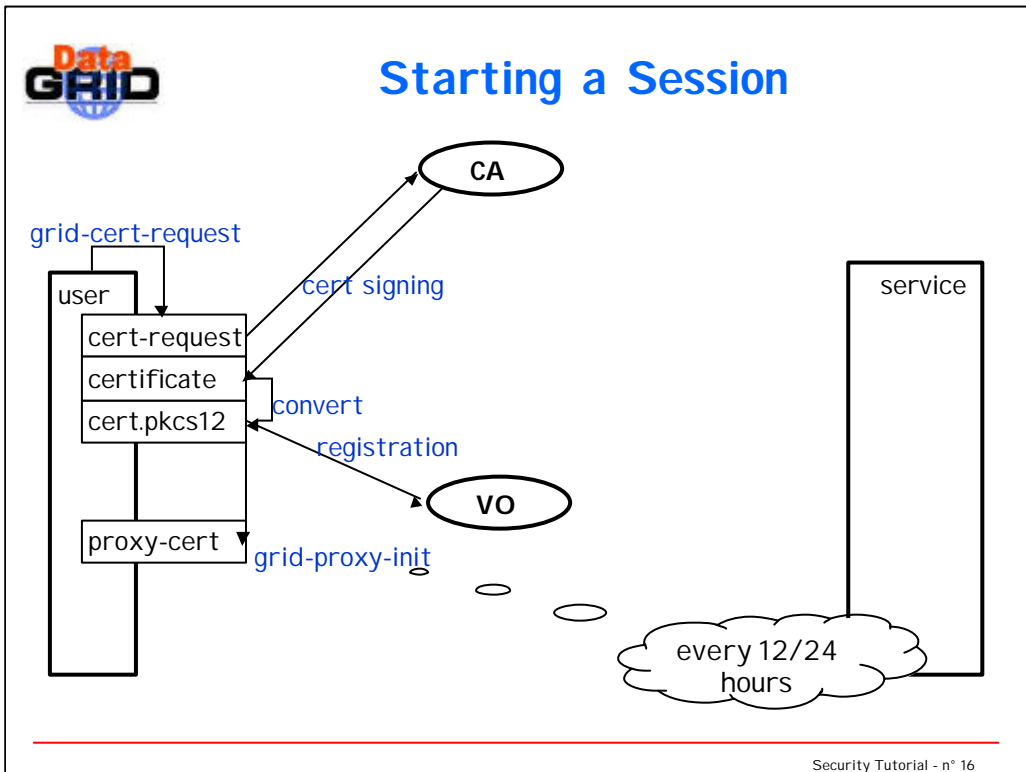 Data
GRID
Starting a Session
CA
grid-cert-request
cert signing
user
service
cert-request
certificate
convert
cert.pkcs12
registration
VO
proxy-cert
grid-proxy-init
every 12/24
hours
Security Tutorial - n° 16